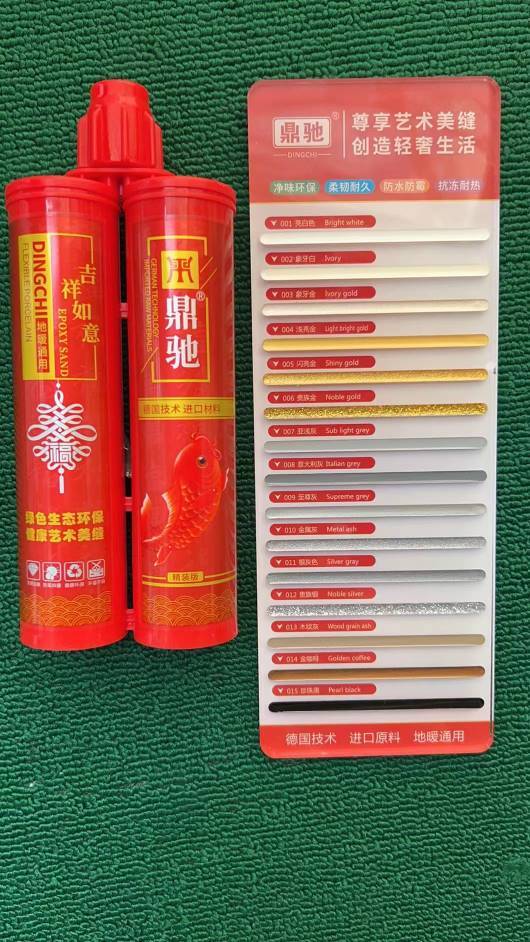 DINGCHI 地暖通用
FLEXIBILE PORCELAIN
吉祥如意
EPOXY SAND
福
绿色生态环保
健康艺术美缝
GERMAN TECHNOLOGY
IMPORTED RAW MATERIALS
鼎驰®
德国技术 进口材料
精装版
鼎驰®
DINGCHI
尊享艺术美缝
创造轻奢生活
净味环保 柔韧耐久 防水防霉 抗冻耐热
001 亮白色 Bright white
002 象牙白 Ivory
003 象牙金 Ivory gold
004 浅亮金 Light bright gold
005 闪亮金 Shiny gold
006 贵族金 Noble gold
007 亚浅灰 Sub light grey
008 意大利灰 Italian grey
009 至尊灰 Supreme grey
010 金属灰 Metal ash
011 银灰色 Silver gray
012 贵族银 Noble silver
013 木纹灰 Wood grain ash
014 金咖啡 Golden coffee
015 珍珠黑 Pearl black
德国技术 进口原料 地暖通用